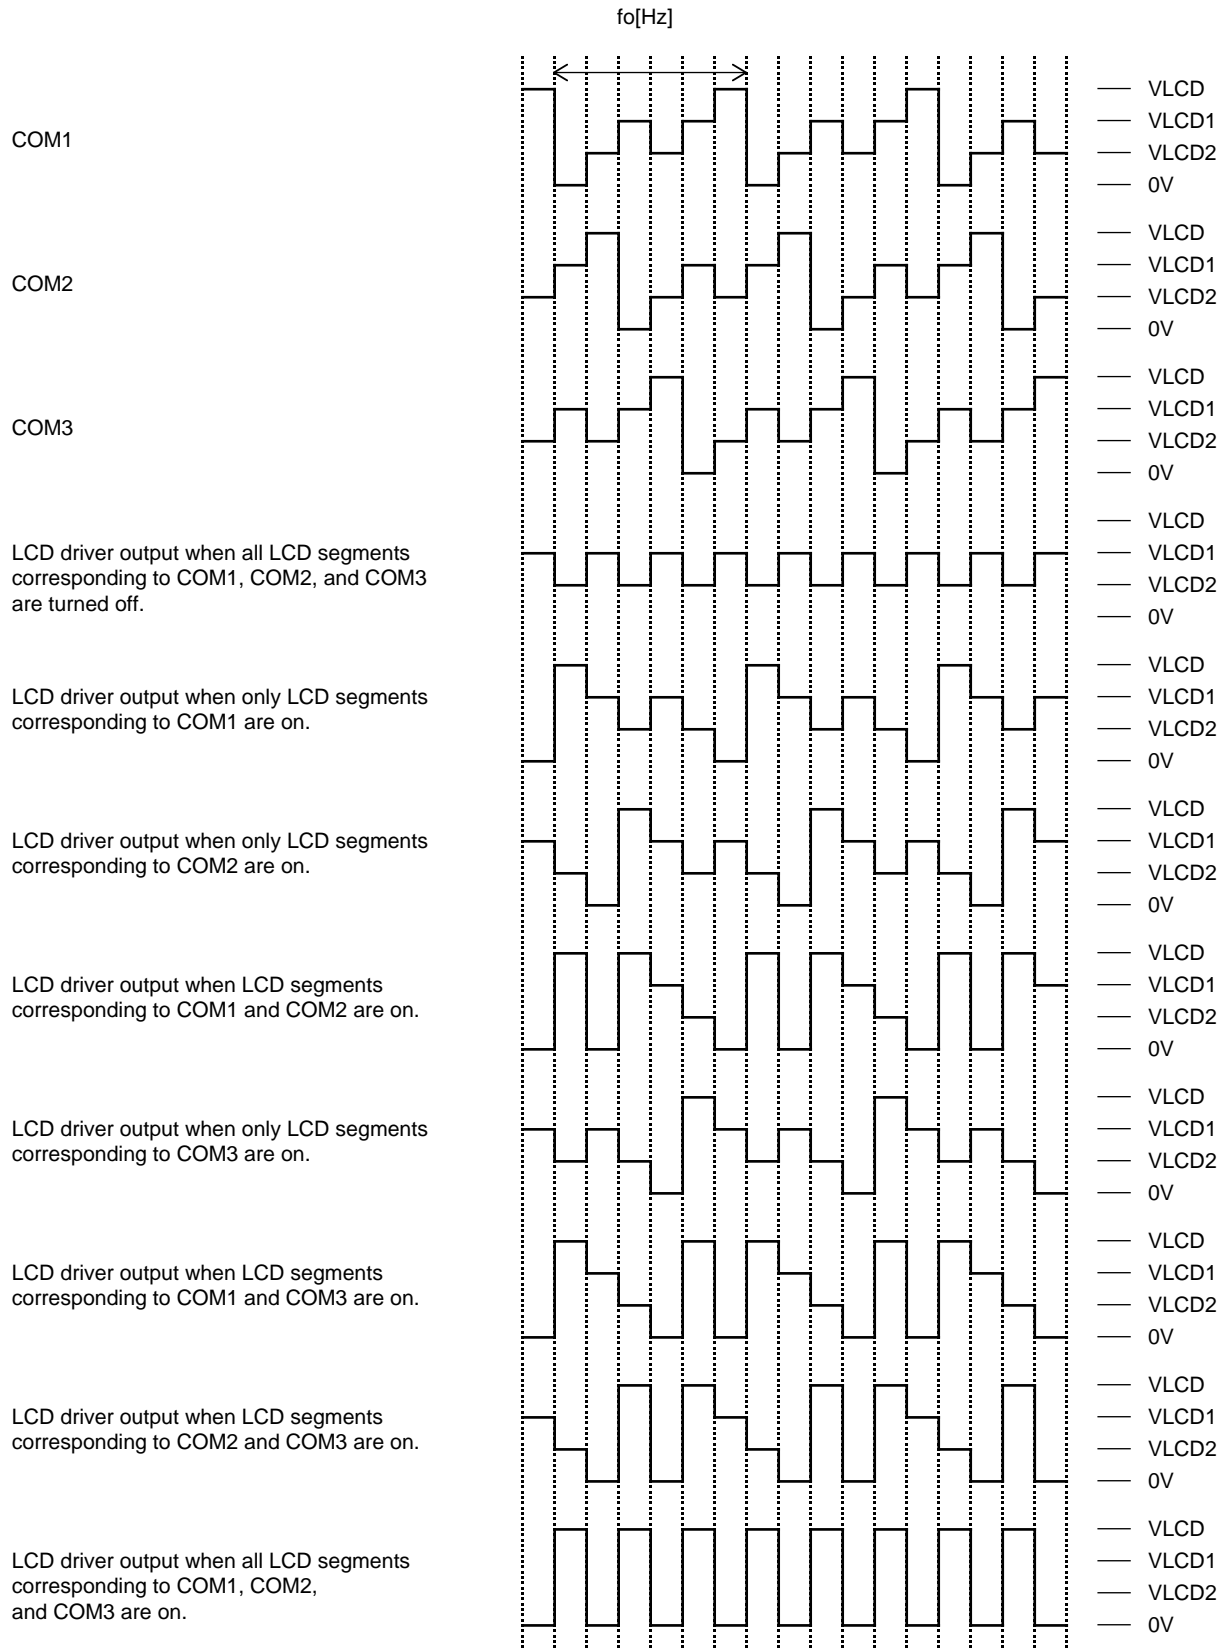 fo[Hz]
VLCD
VLCD1
COM1
VLCD2
0V
VLCD
VLCD1
COM2
VLCD2
0V
VLCD
VLCD1
COM3
VLCD2
0V
VLCD
LCD driver output when all LCD segments
VLCD1
corresponding to COM1, COM2, and COM3
VLCD2
are turned off.
0V
VLCD
LCD driver output when only LCD segments
VLCD1
corresponding to COM1 are on.
VLCD2
0V
VLCD
LCD driver output when only LCD segments
VLCD1
corresponding to COM2 are on.
VLCD2
0V
VLCD
LCD driver output when LCD segments
VLCD1
corresponding to COM1 and COM2 are on.
VLCD2
0V
VLCD
LCD driver output when only LCD segments
VLCD1
corresponding to COM3 are on.
VLCD2
0V
VLCD
LCD driver output when LCD segments
VLCD1
corresponding to COM1 and COM3 are on.
VLCD2
0V
VLCD
LCD driver output when LCD segments
VLCD1
corresponding to COM2 and COM3 are on.
VLCD2
0V
VLCD
LCD driver output when all LCD segments
VLCD1
corresponding to COM1, COM2,
VLCD2
and COM3 are on.
0V